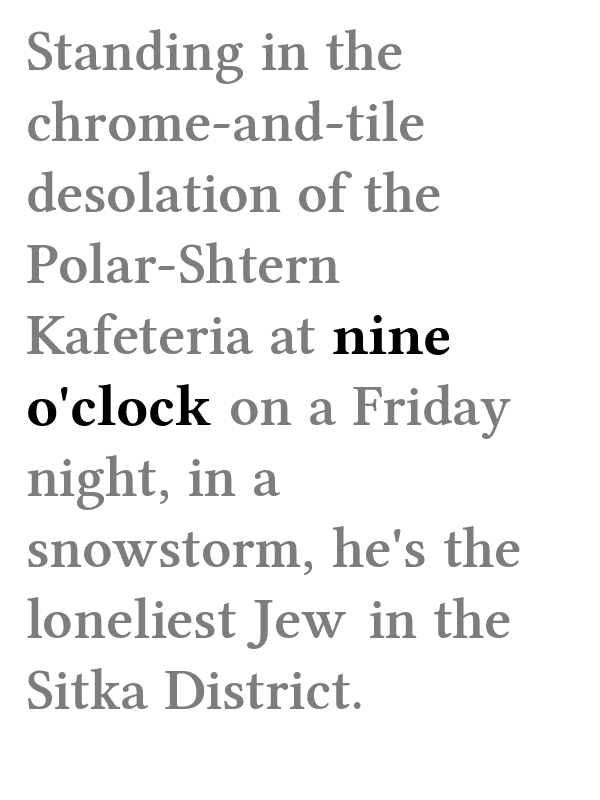 Standing in the
chrome-and-tile
desolation of the
Polar-Shtern
Kafeteria at nine
o'clock on a Friday
night, in a
snowstorm, he's the
loneliest Jew in the
Sitka District.